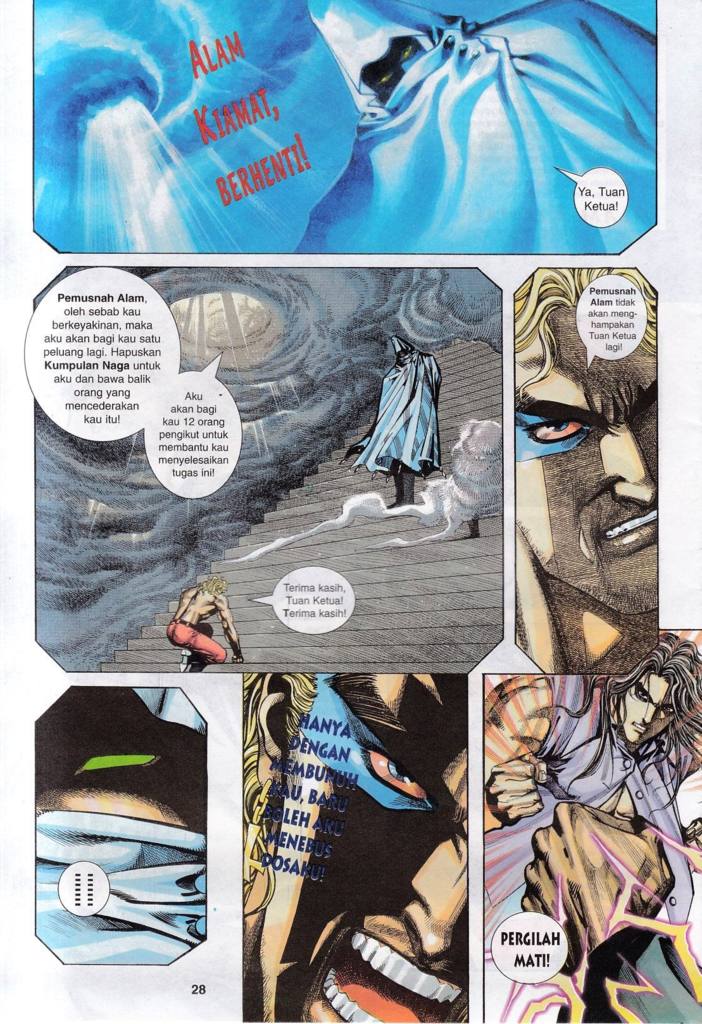 ALAM
KIAMAT,
BERHENTI!
Ya, Tuan
Ketua!
Pemusnah Alam,
oleh sebab kau
berkeyakinan, maka
aku akan bagi kau satu
peluang lagi. Hapuskan
Kumpulan Naga untuk
aku dan bawa balik
orang yang
mencederakan
kau itu!
Aku
akan bagi
kau 12 orang
pengikut untuk
membantu kau
menyelesaikan
tugas ini!
Terima kasih,
Tuan Ketua!
Terima kasih!
Pemusnah
Alam tidak
akan meng-
hampakan
Tuan Ketua
lagi!
HANYA
DENGAN
MEMBUNUH
KAU, BARU
BOLEH AKU
MENEBUS
DOSAKU!
PERGILAH
MATI!
28